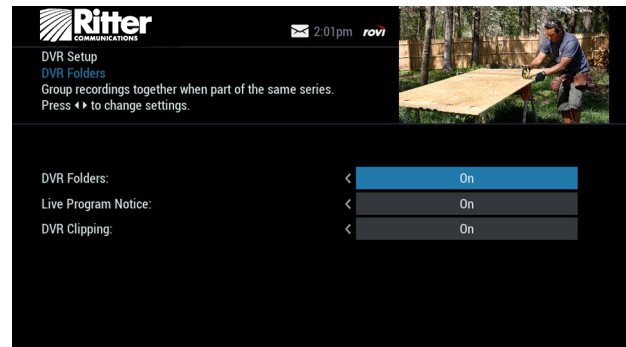 Ritter
COMMUNICATIONS
2:01pm rovi
DVR Setup
DVR Folders
Group recordings together when part of the same series.
Press ◂ ▸ to change settings.
DVR Folders: < On
Live Program Notice: < On
DVR Clipping: < On